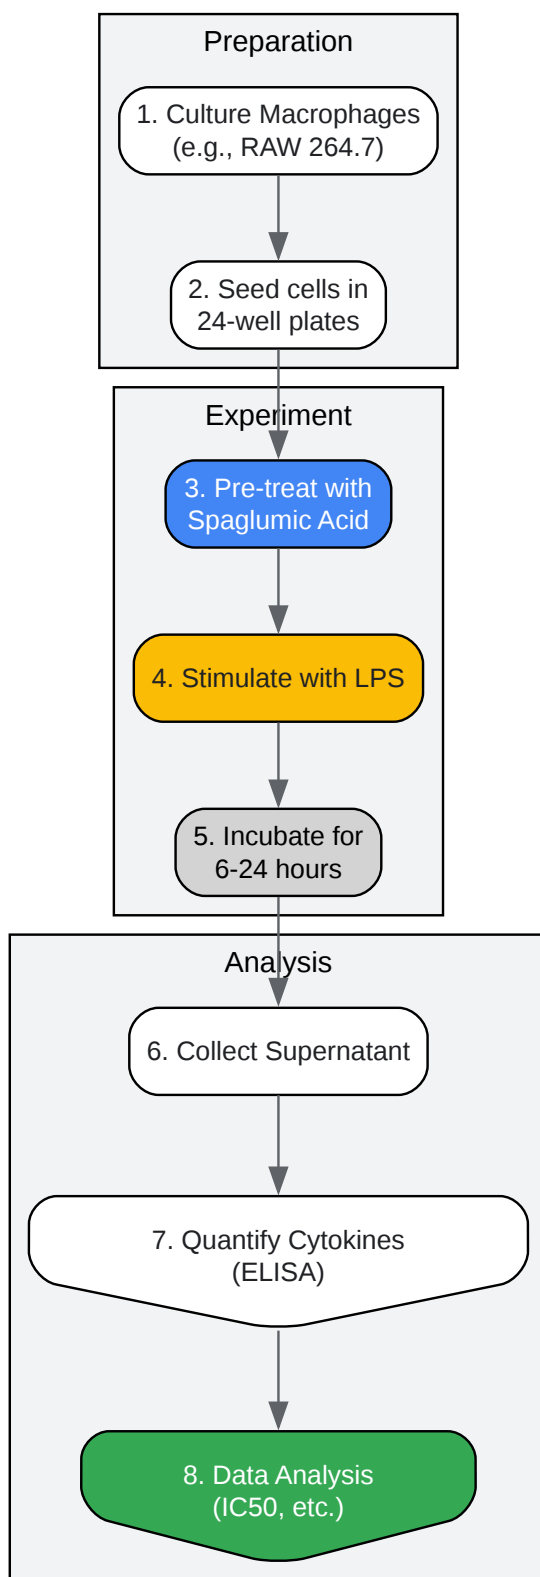 Preparation
1. Culture Macrophages
(e.g., RAW 264.7)
2. Seed cells in
24-well plates
Experiment
3. Pre-treat with
Spaglumic Acid
4. Stimulate with LPS
5. Incubate for
6-24 hours
Analysis
6. Collect Supernatant
7. Quantify Cytokines
(ELISA)
8. Data Analysis
(IC50, etc.)